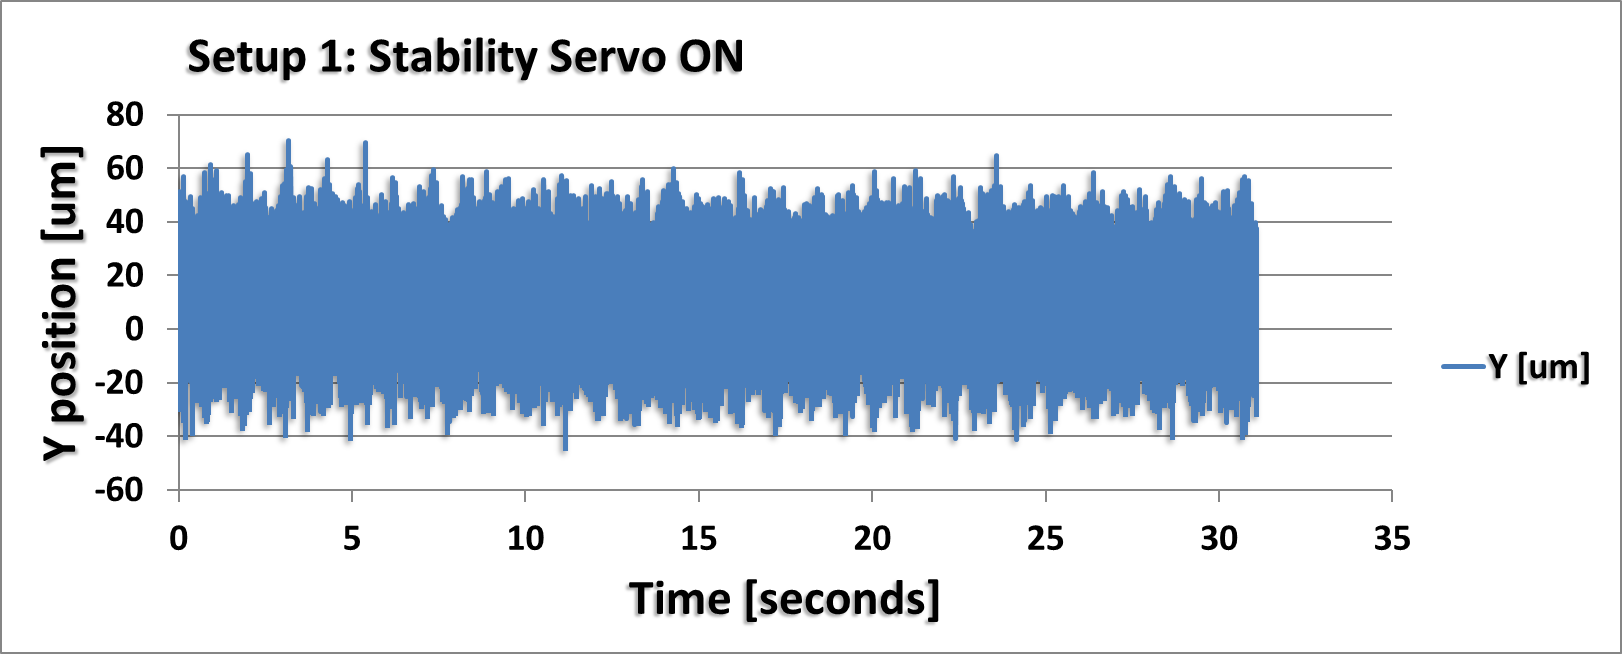 Setup 1: Stability Servo ON
80
60
40
20
0
-20
-40
-60
Y position [um]
0 5 10 15 20 25 30 35
Time [seconds]
Y [um]